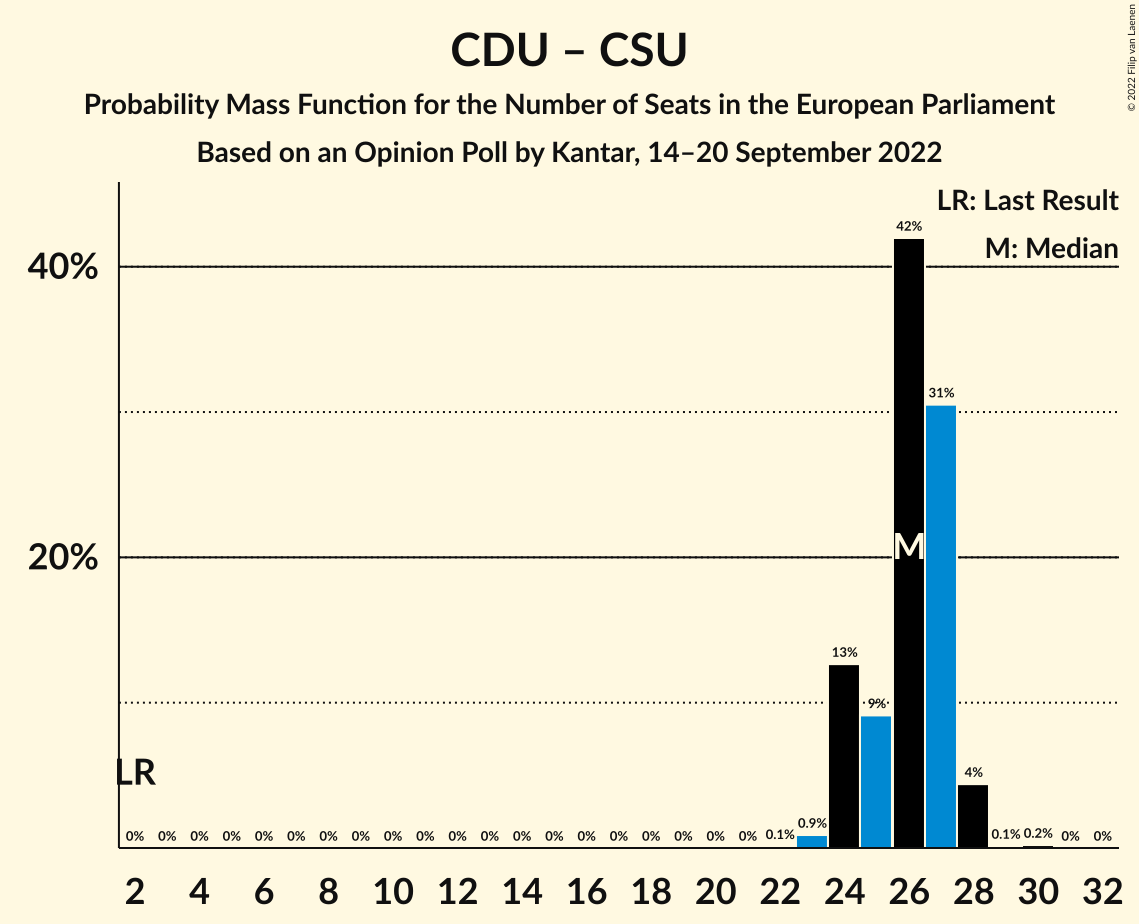 CDU – CSU
Probability Mass Function for the Number of Seats in the European Parliament
Based on an Opinion Poll by Kantar, 14–20 September 2022
© 2022 Filip van Laenen
LR: Last Result
M: Median
42%
40%
31%
M
20%
13%
9%
LR
4%
0% 0% 0% 0% 0% 0% 0% 0% 0% 0% 0% 0% 0% 0% 0% 0% 0% 0% 0% 0% 0.1% 0.9% 0.1% 0.2% 0% 0%
2 4 6 8 10 12 14 16 18 20 22 24 26 28 30 32